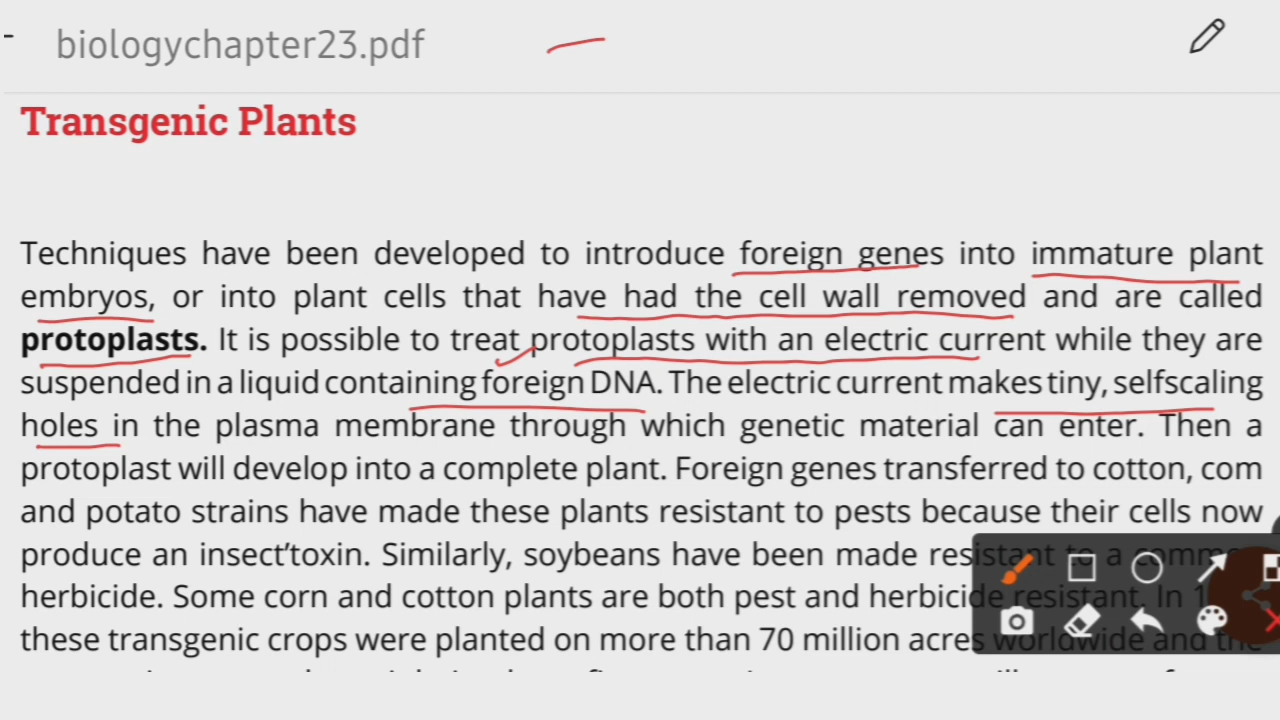 biologychapter23.pdf
Transgenic Plants
Techniques have been developed to introduce foreign genes into immature plant
embryos, or into plant cells that have had the cell wall removed and are called
protoplasts. It is possible to treat protoplasts with an electric current while they are
suspended in a liquid containing foreign DNA. The electric current makes tiny, selfscaling
holes in the plasma membrane through which genetic material can enter. Then a
protoplast will develop into a complete plant. Foreign genes transferred to cotton, com
and potato strains have made these plants resistant to pests because their cells now
produce an insect'toxin. Similarly, soybeans have been made resistant to a
herbicide. Some corn and cotton plants are both pest and herbicide resistant. In
these transgenic crops were planted on more than 70 million acres worldwide and the